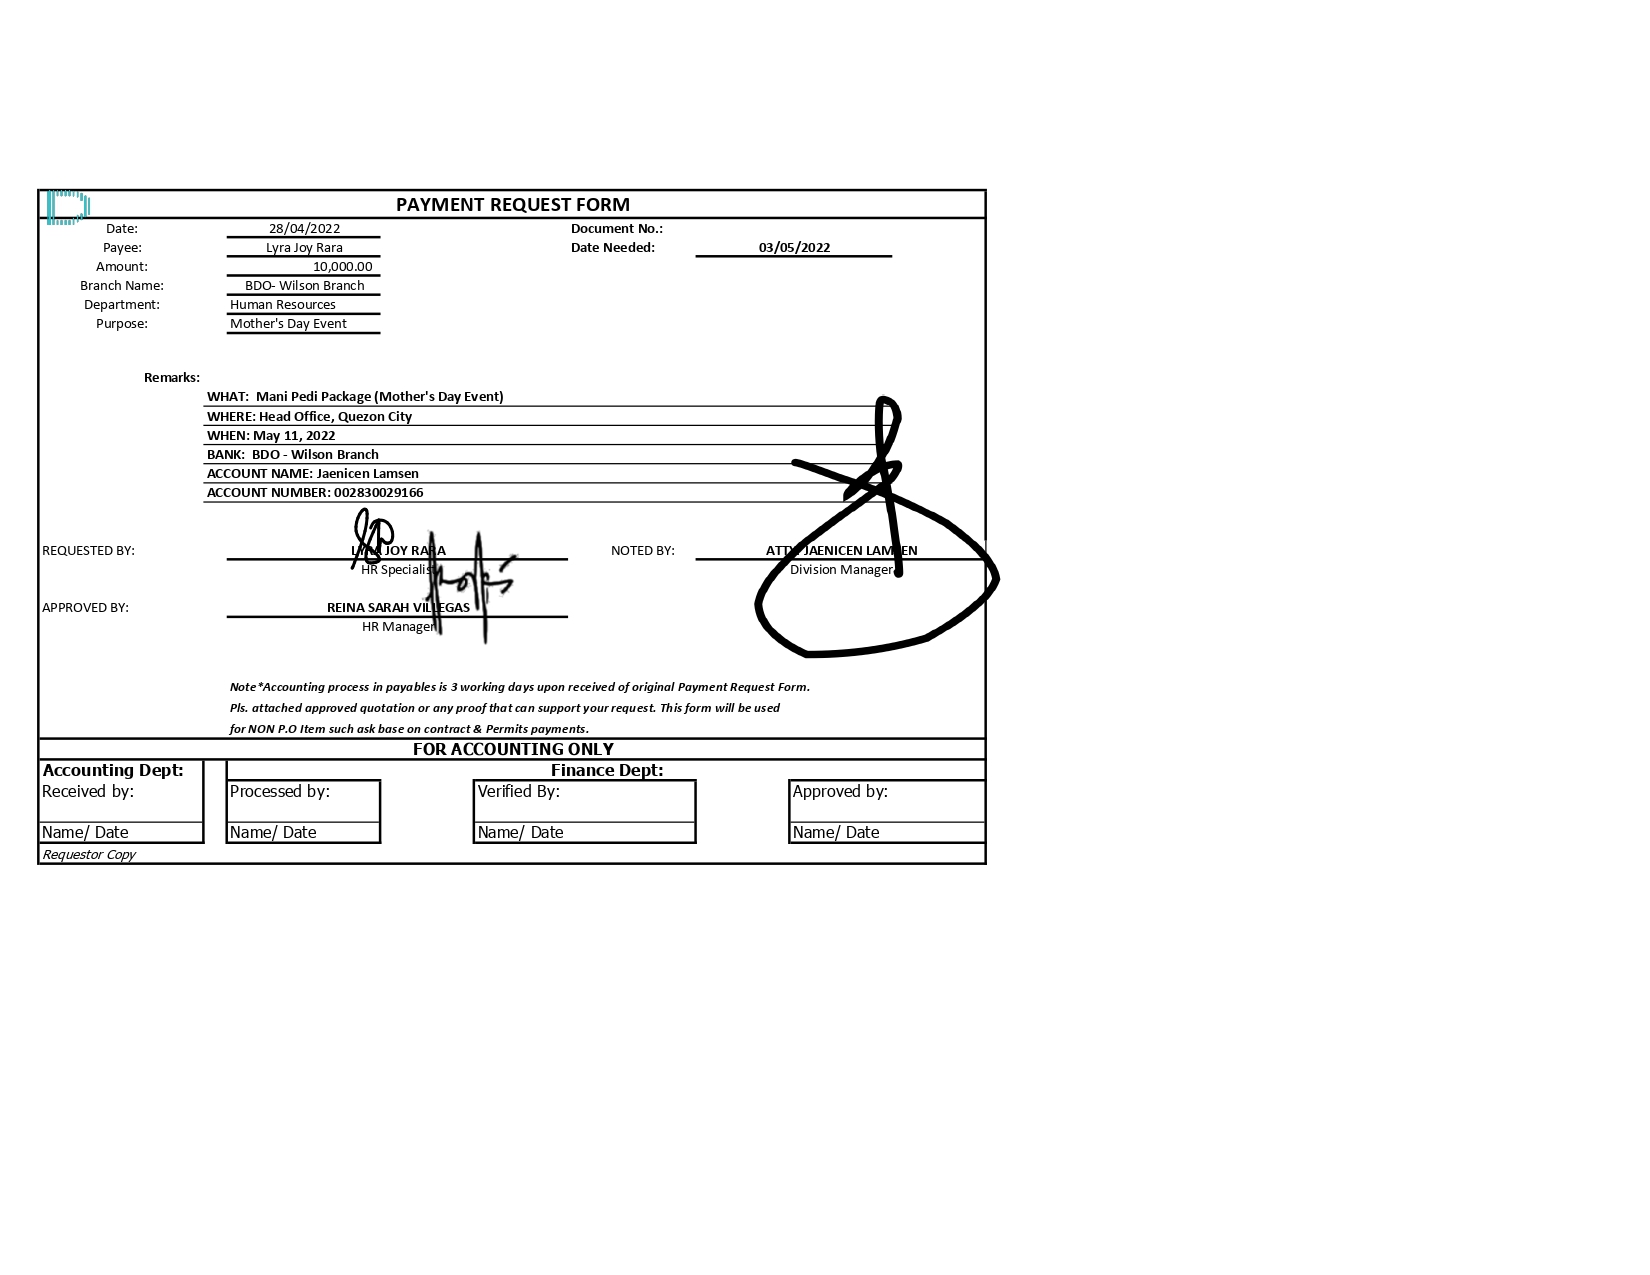 PAYMENT REQUEST FORM
Date: 28/04/2022 Document No.:
Payee: Lyra Joy Rara Date Needed: 03/05/2022
Amount: 10,000.00
Branch Name: BDO- Wilson Branch
Department: Human Resources
Purpose: Mother's Day Event
Remarks:
WHAT: Mani Pedi Package (Mother's Day Event)
WHERE: Head Office, Quezon City
WHEN: May 11, 2022
BANK: BDO - Wilson Branch
ACCOUNT NAME: Jaenicen Lamsen
ACCOUNT NUMBER: 002830029166
REQUESTED BY: LYRA JOY RARA NOTED BY: ATTY. JAENICEN LAMSEN
HR Specialist Division Manager
APPROVED BY: REINA SARAH VILLEGAS
HR Manager
Note*Accounting process in payables is 3 working days upon received of original Payment Request Form.
Pls. attached approved quotation or any proof that can support your request. This form will be used
for NON P.O Item such ask base on contract & Permits payments.
FOR ACCOUNTING ONLY
Accounting Dept: Finance Dept:
Received by: Processed by: Verified By: Approved by:
Name/ Date Name/ Date Name/ Date Name/ Date
Requestor Copy